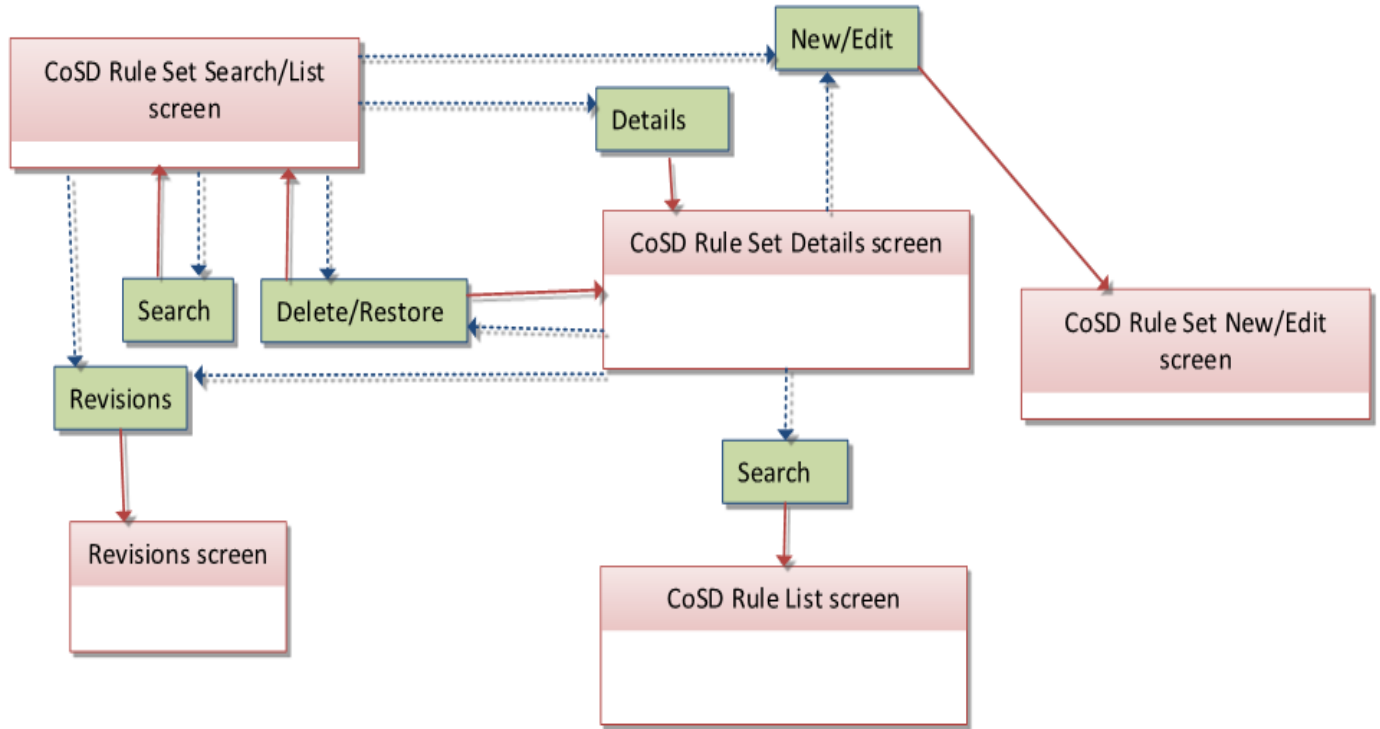 New/Edit
CoSD Rule Set Search/List
screen
Details
CoSD Rule Set Details screen
Search
Delete/Restore
CoSD Rule Set New/Edit
screen
Revisions
Search
Revisions screen
CoSD Rule List screen